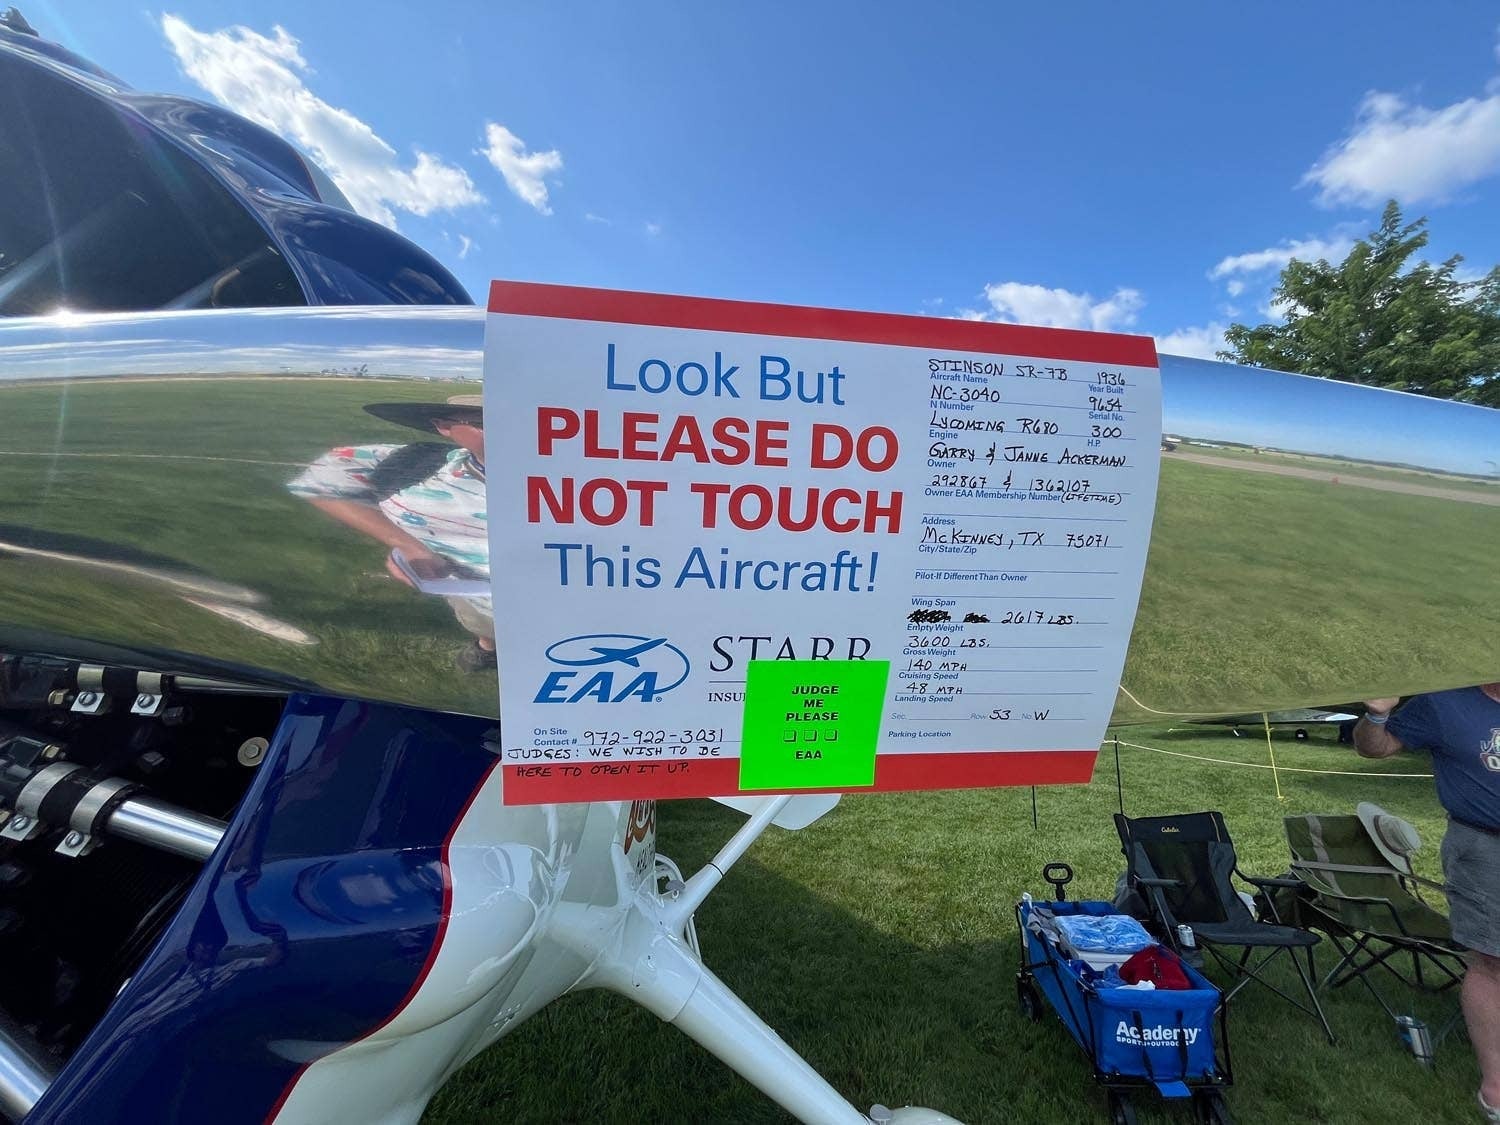 Look But
PLEASE DO
NOT TOUCH
This Aircraft!
EAA
STARR
INSU
JUDGE
ME
PLEASE
EAA
On Site
Contact # 972-922-3031
JUDGES: WE WISH TO BE
HERE TO OPEN IT UP.
STINSON SR-7B 1936
Aircraft Name Year Built
NC-3040 9654
N Number Serial No.
LYCOMING R680 300
Engine H.P.
GARRY & JANNE ACKERMAN
Owner
292867 & 1362107
Owner EAA Membership Number (LIFETIME)
Address
MCKINNEY, TX 75071
City/State/Zip
Pilot-If Different Than Owner
Wing Span
2617 LBS.
Empty Weight
3600 LBS.
Gross Weight
140 MPH
Cruising Speed
48 MPH
Landing Speed
Sec. Row 53 No W
Parking Location
Cabela's
Academy
SPORTS+OUTDOORS